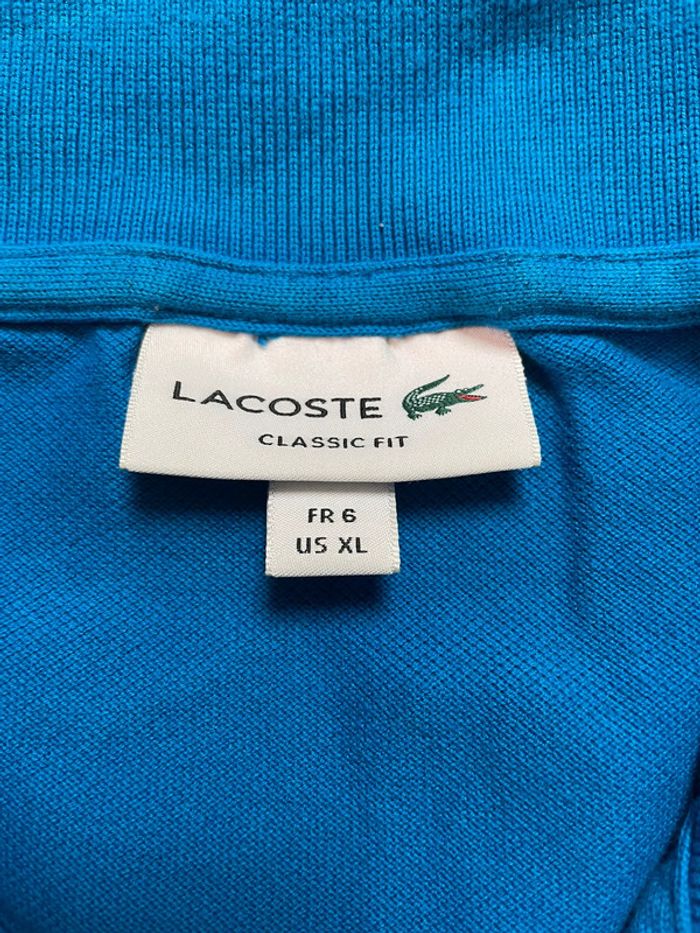 LACOSTE
CLASSIC FIT
FR 6
US XL